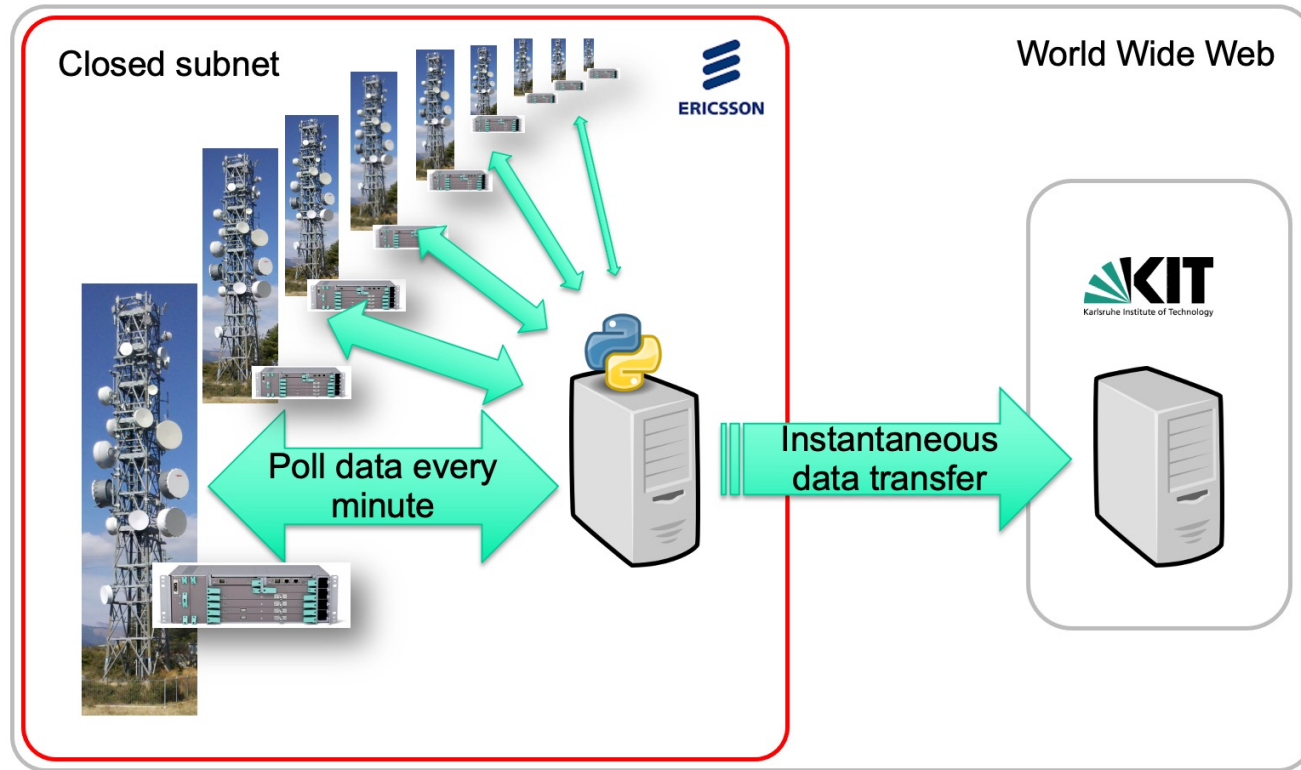 Closed subnet
ERICSSON
World Wide Web
KIT
Karlsruhe Institute of Technology
Poll data every
minute
Instantaneous
data transfer